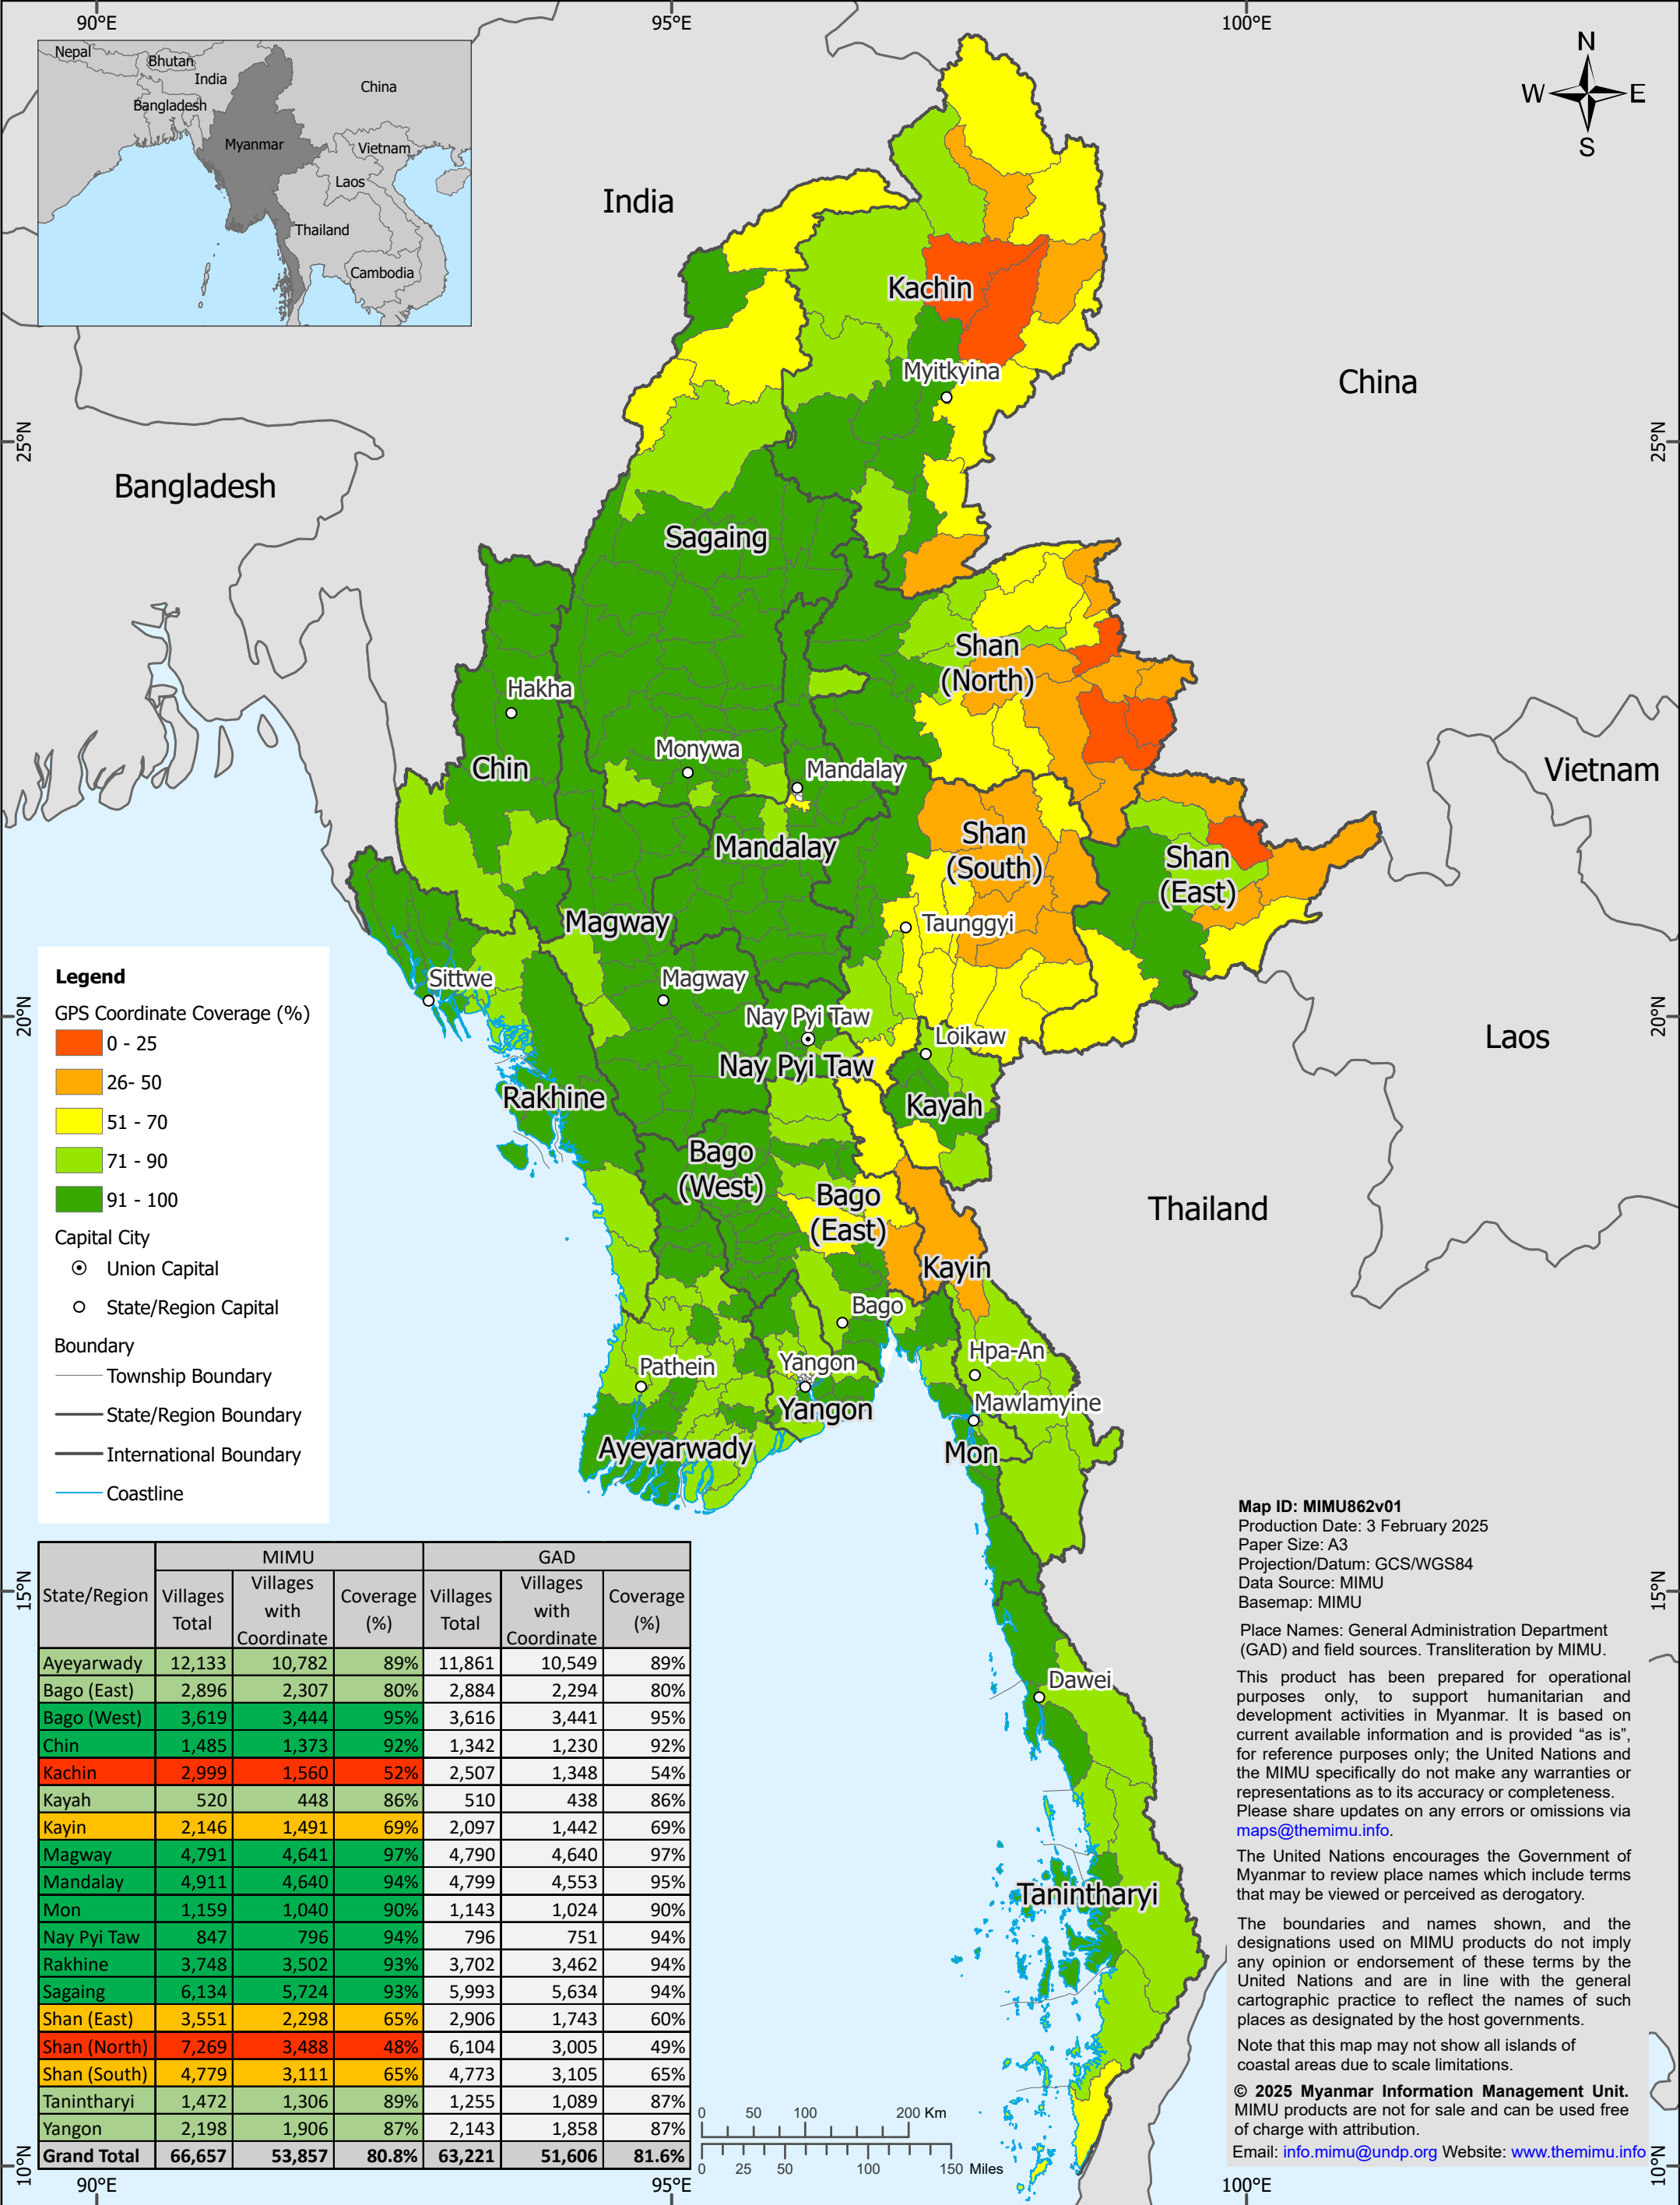 90°E 95°E 100°E
Nepal
Bhutan
India
China
Bangladesh
Myanmar
Vietnam
Laos
Thailand
Cambodia
N
W E
S
India
Kachin
Myitkyina
China
25°N 25°N
Bangladesh
Sagaing
Shan
(North)
Hakha
Monywa
Chin
Mandalay
Vietnam
Mandalay
Shan
(South)
Shan
(East)
Magway
Taunggyi
Sittwe
Magway
Nay Pyi Taw
20°N 20°N
Loikaw
Laos
Nay Pyi Taw
Rakhine
Kayah
Bago
(West)
Bago
(East)
Thailand
Kayin
Bago
Hpa-An
Pathein
Yangon
Mawlamyine
Yangon
Ayeyarwady
Mon
Dawei
Tanintharyi
Legend
GPS Coordinate Coverage (%)
0 - 25
26- 50
51 - 70
71 - 90
91 - 100
Capital City
Union Capital
State/Region Capital
Boundary
Township Boundary
State/Region Boundary
International Boundary
Coastline
15°N 15°N
MIMU GAD
State/Region Villages Total Villages with Coordinate Coverage (%) Villages Total Villages with Coordinate Coverage (%)
Ayeyarwady 12,133 10,782 89% 11,861 10,549 89%
Bago (East) 2,896 2,307 80% 2,884 2,294 80%
Bago (West) 3,619 3,444 95% 3,616 3,441 95%
Chin 1,485 1,373 92% 1,342 1,230 92%
Kachin 2,999 1,560 52% 2,507 1,348 54%
Kayah 520 448 86% 510 438 86%
Kayin 2,146 1,491 69% 2,097 1,442 69%
Magway 4,791 4,641 97% 4,790 4,640 97%
Mandalay 4,911 4,640 94% 4,799 4,553 95%
Mon 1,159 1,040 90% 1,143 1,024 90%
Nay Pyi Taw 847 796 94% 796 751 94%
Rakhine 3,748 3,502 93% 3,702 3,462 94%
Sagaing 6,134 5,724 93% 5,993 5,634 94%
Shan (East) 3,551 2,298 65% 2,906 1,743 60%
Shan (North) 7,269 3,488 48% 6,104 3,005 49%
Shan (South) 4,779 3,111 65% 4,773 3,105 65%
Tanintharyi 1,472 1,306 89% 1,255 1,089 87%
Yangon 2,198 1,906 87% 2,143 1,858 87%
Grand Total 66,657 53,857 80.8% 63,221 51,606 81.6%
0 50 100 200 Km
0 25 50 100 150 Miles
Map ID: MIMU862v01
Production Date: 3 February 2025
Paper Size: A3
Projection/Datum: GCS/WGS84
Data Source: MIMU
Basemap: MIMU
Place Names: General Administration Department
(GAD) and field sources. Transliteration by MIMU.
This product has been prepared for operational
purposes only, to support humanitarian and
development activities in Myanmar. It is based on
current available information and is provided “as is”,
for reference purposes only; the United Nations and
the MIMU specifically do not make any warranties or
representations as to its accuracy or completeness.
Please share updates on any errors or omissions via
maps@themimu.info.
The United Nations encourages the Government of
Myanmar to review place names which include terms
that may be viewed or perceived as derogatory.
The boundaries and names shown, and the
designations used on MIMU products do not imply
any opinion or endorsement of these terms by the
United Nations and are in line with the general
cartographic practice to reflect the names of such
places as designated by the host governments.
Note that this map may not show all islands of
coastal areas due to scale limitations.
© 2025 Myanmar Information Management Unit.
MIMU products are not for sale and can be used free
of charge with attribution.
Email: info.mimu@undp.org Website: www.themimu.info
10°N 10°N
90°E 95°E 100°E